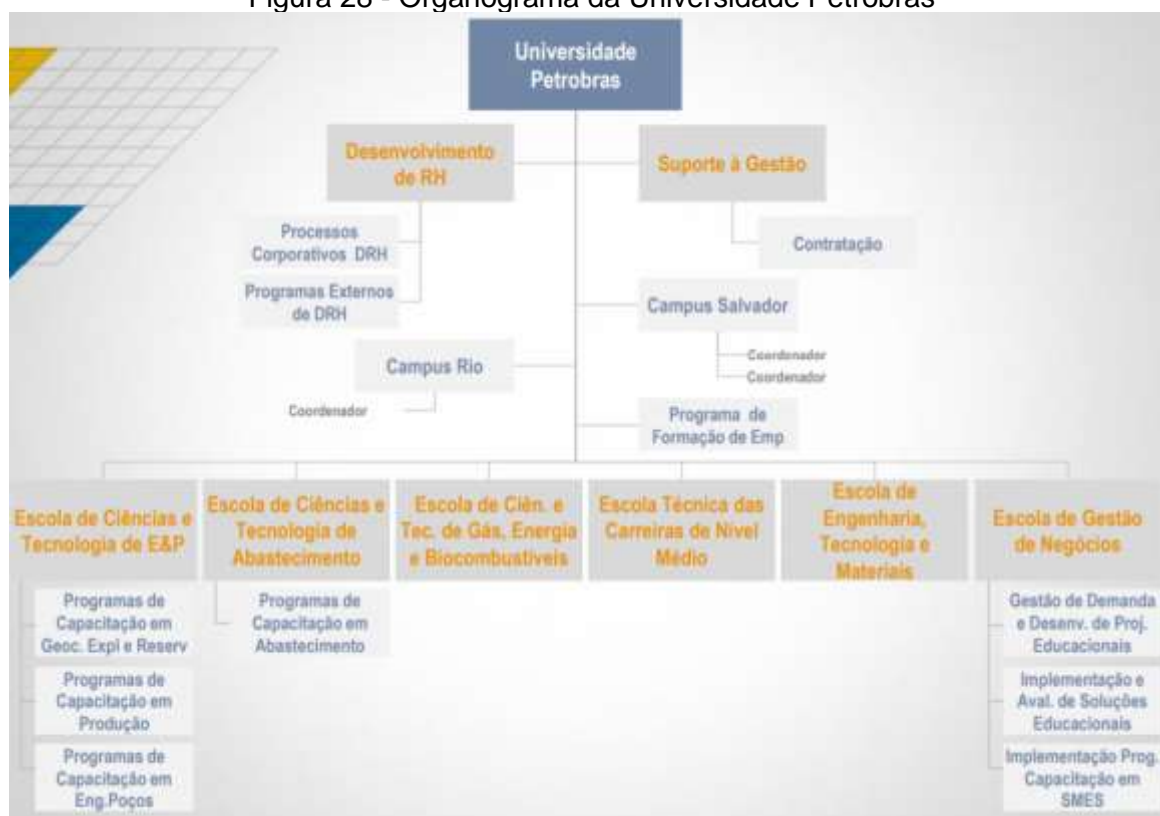 Figura 28 - Organograma da Universidade Petrobras
Universidade
Petrobras
Desenvolvimento
de RH
Suporte à Gestão
Processos
Corporativos DRH
Contratação
Programas Externos
de DRH
Campus Salvador
Coordenador
Coordenador
Campus Rio
Coordenador
Programa de
Formação de Emp
Escola de Ciências e
Tecnologia de E&P
Escola de Ciências e
Tecnologia de
Abastecimento
Escola de Ciên. e
Tec. de Gás, Energia
e Biocombustíveis
Escola Técnica das
Carreiras de Nível
Médio
Escola de
Engenharia,
Tecnologia e
Materiais
Escola de Gestão
de Negócios
Programas de
Capacitação em
Geoc. Expl e Reserv
Programas de
Capacitação em
Produção
Programas de
Capacitação em
Eng.Poços
Programas de
Capacitação em
Abastecimento
Gestão de Demanda
e Desenv. de Proj.
Educacionais
Implementação e
Aval. de Soluções
Educacionais
Implementação Prog.
Capacitação em
SMES